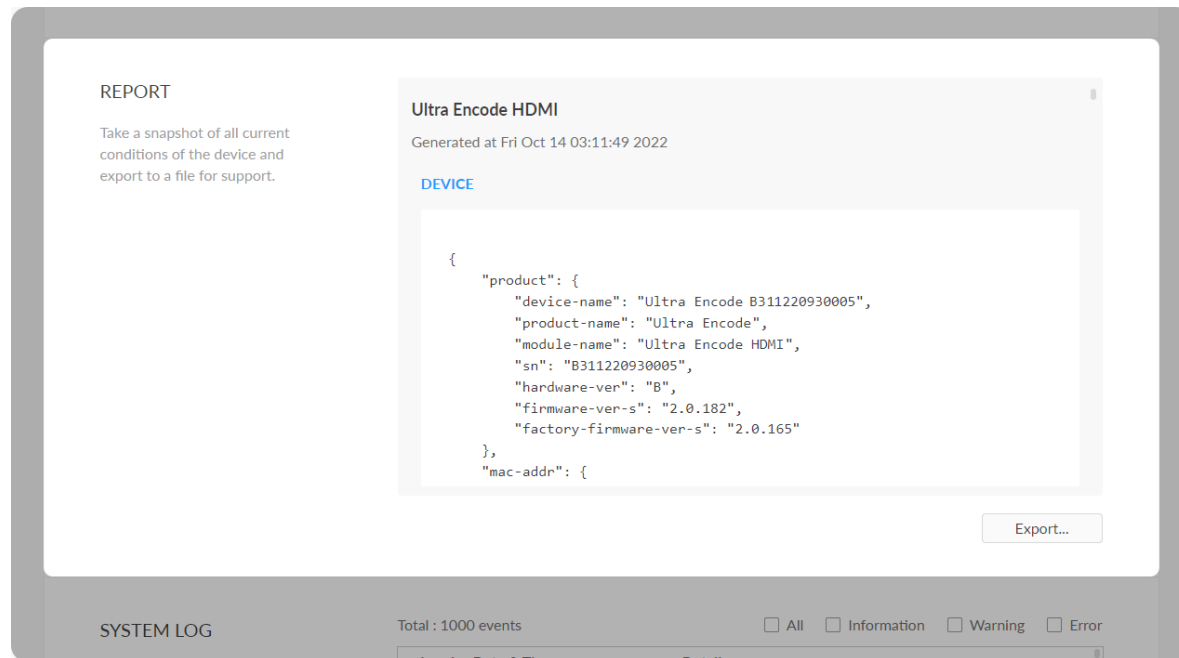 REPORT
Take a snapshot of all current
conditions of the device and
export to a file for support.
Ultra Encode HDMI
Generated at Fri Oct 14 03:11:49 2022
DEVICE
{
"product": {
"device-name": "Ultra Encode B311220930005",
"product-name": "Ultra Encode",
"module-name": "Ultra Encode HDMI",
"sn": "B311220930005",
"hardware-ver": "B",
"firmware-ver-s": "2.0.182",
"factory-firmware-ver-s": "2.0.165"
},
"mac-addr": {
Export...
SYSTEM LOG
Total : 1000 events
All Information Warning Error